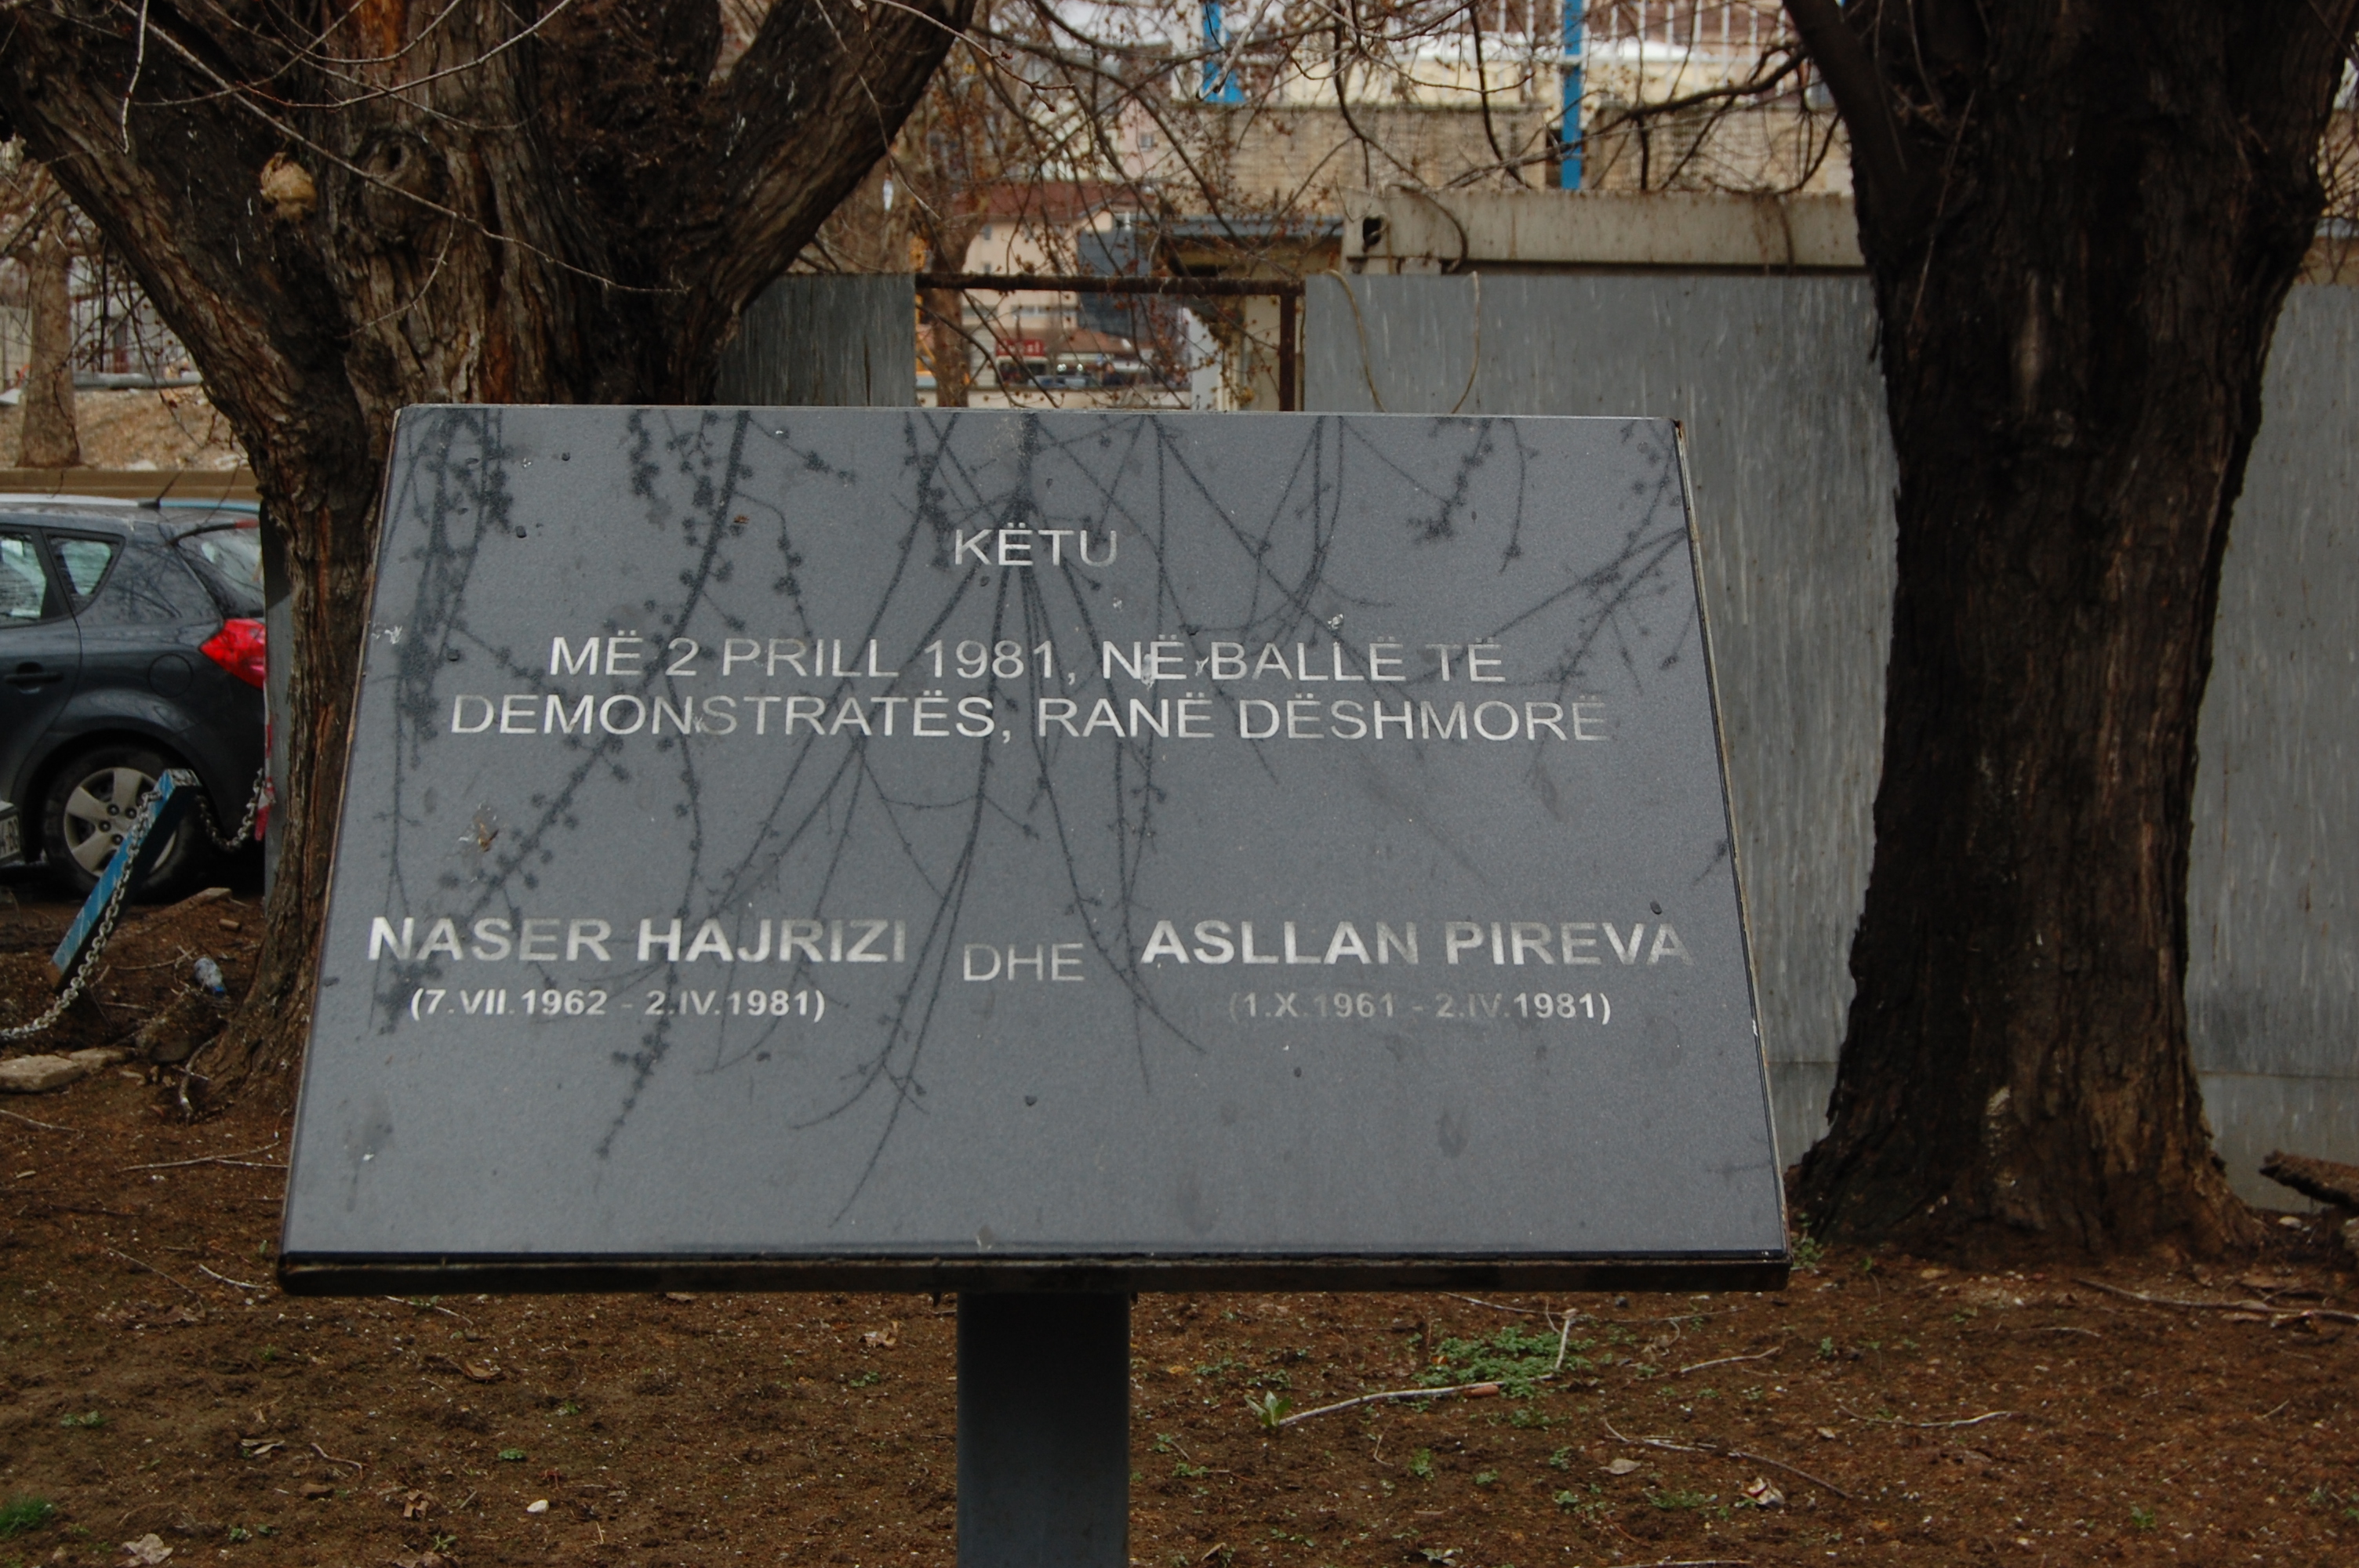 KËTU
MË 2 PRILL 1981, NË BALLË TË
DEMONSTRATËS, RANË DËSHMORË
NASER HAJRIZI DHE ASLLAN PIREVA
(7.VII.1962 - 2.IV.1981) (1.X.1961 - 2.IV.1981)